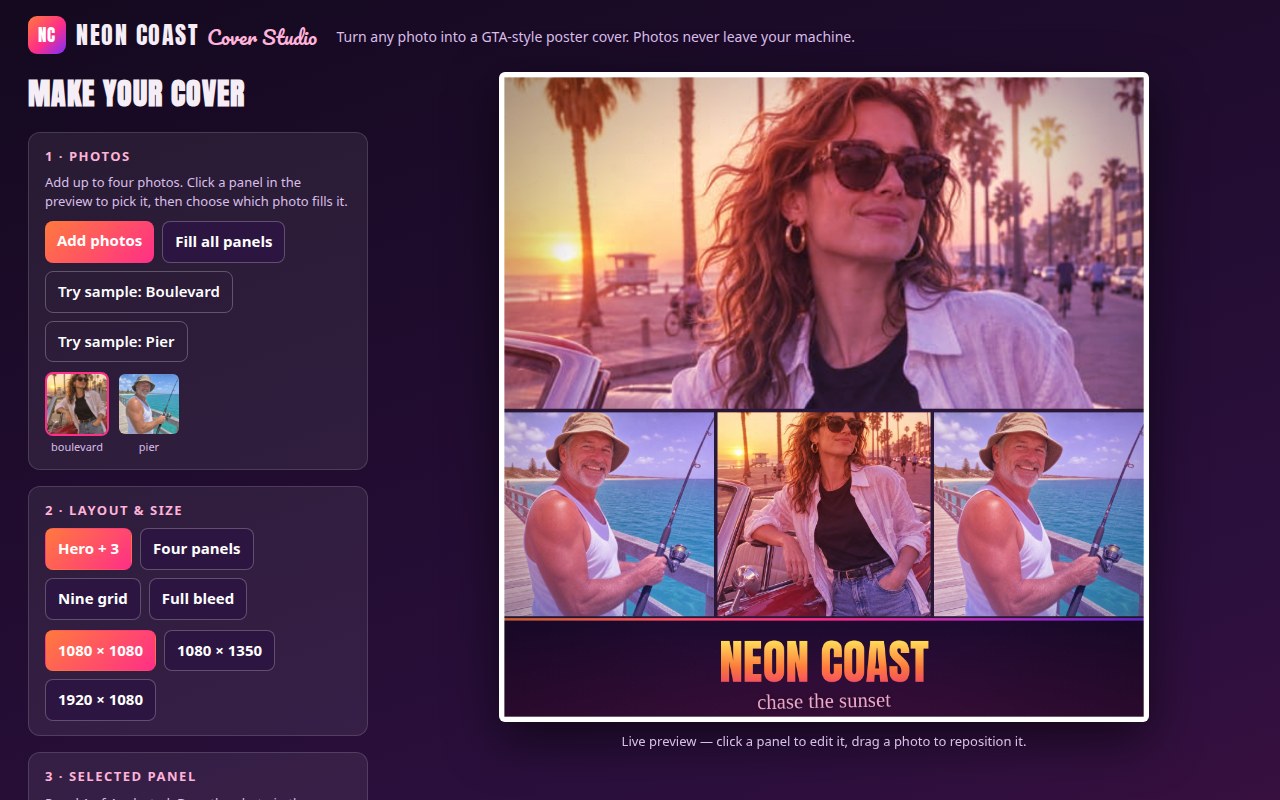 NC NEON COAST Cover Studio Turn any photo into a GTA-style poster cover. Photos never leave your machine.
MAKE YOUR COVER
1 · PHOTOS
Add up to four photos. Click a panel in the
preview to pick it, then choose which photo fills it.
Add photos Fill all panels
Try sample: Boulevard
Try sample: Pier
boulevard pier
2 · LAYOUT & SIZE
Hero + 3 Four panels
Nine grid Full bleed
1080 × 1080 1080 × 1350
1920 × 1080
3 · SELECTED PANEL
NEON COAST
chase the sunset
Live preview — click a panel to edit it, drag a photo to reposition it.